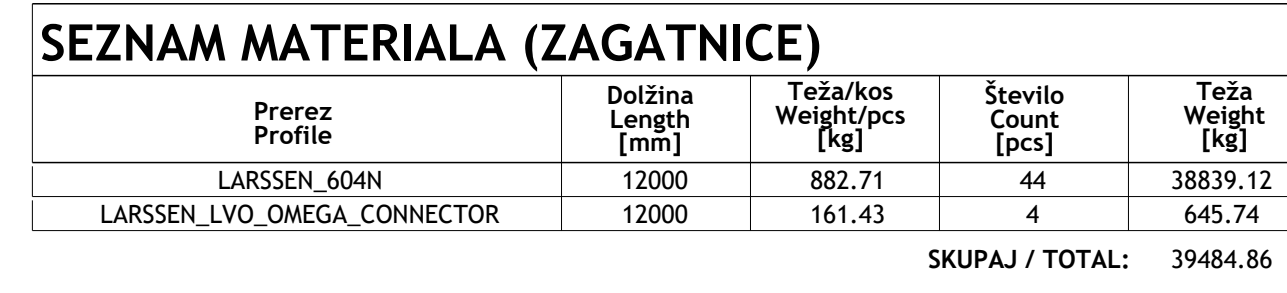 SEZNAM MATERIALA (ZAGATNICE)
Prerez
Profile
Dolžina
Length
[mm]
Teža/kos
Weight/pcs
[kg]
Število
Count
[pcs]
Teža
Weight
[kg]
LARSSEN_604N 12000 882.71 44 38839.12
LARSSEN_LVO_OMEGA_CONNECTOR 12000 161.43 4 645.74
SKUPAJ / TOTAL: 39484.86